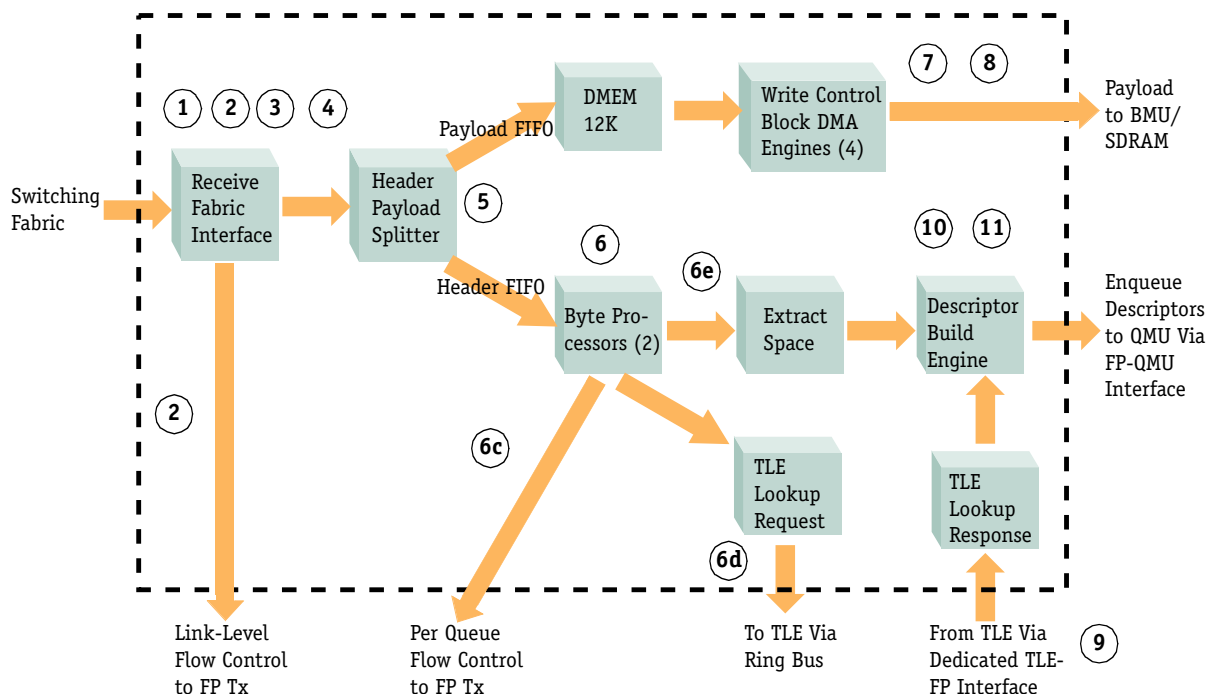 7
8
DMEM
12K
Write Control
Block DMA
Engines (4)
Payload
to BMU/
SDRAM
1
2
3
4
Payload FIFO
Switching
Fabric
Receive
Fabric
Interface
Header
Payload
Splitter
5
10
11
6
6e
Header FIFO
Byte Pro-
cessors (2)
Extract
Space
Descriptor
Build
Engine
Enqueue
Descriptors
to QMU Via
FP-QMU
Interface
2
6c
TLE
Lookup
Request
TLE
Lookup
Response
6d
Link-Level
Flow Control
to FP Tx
Per Queue
Flow Control
to FP Tx
To TLE Via
Ring Bus
From TLE Via
Dedicated TLE-
FP Interface
9